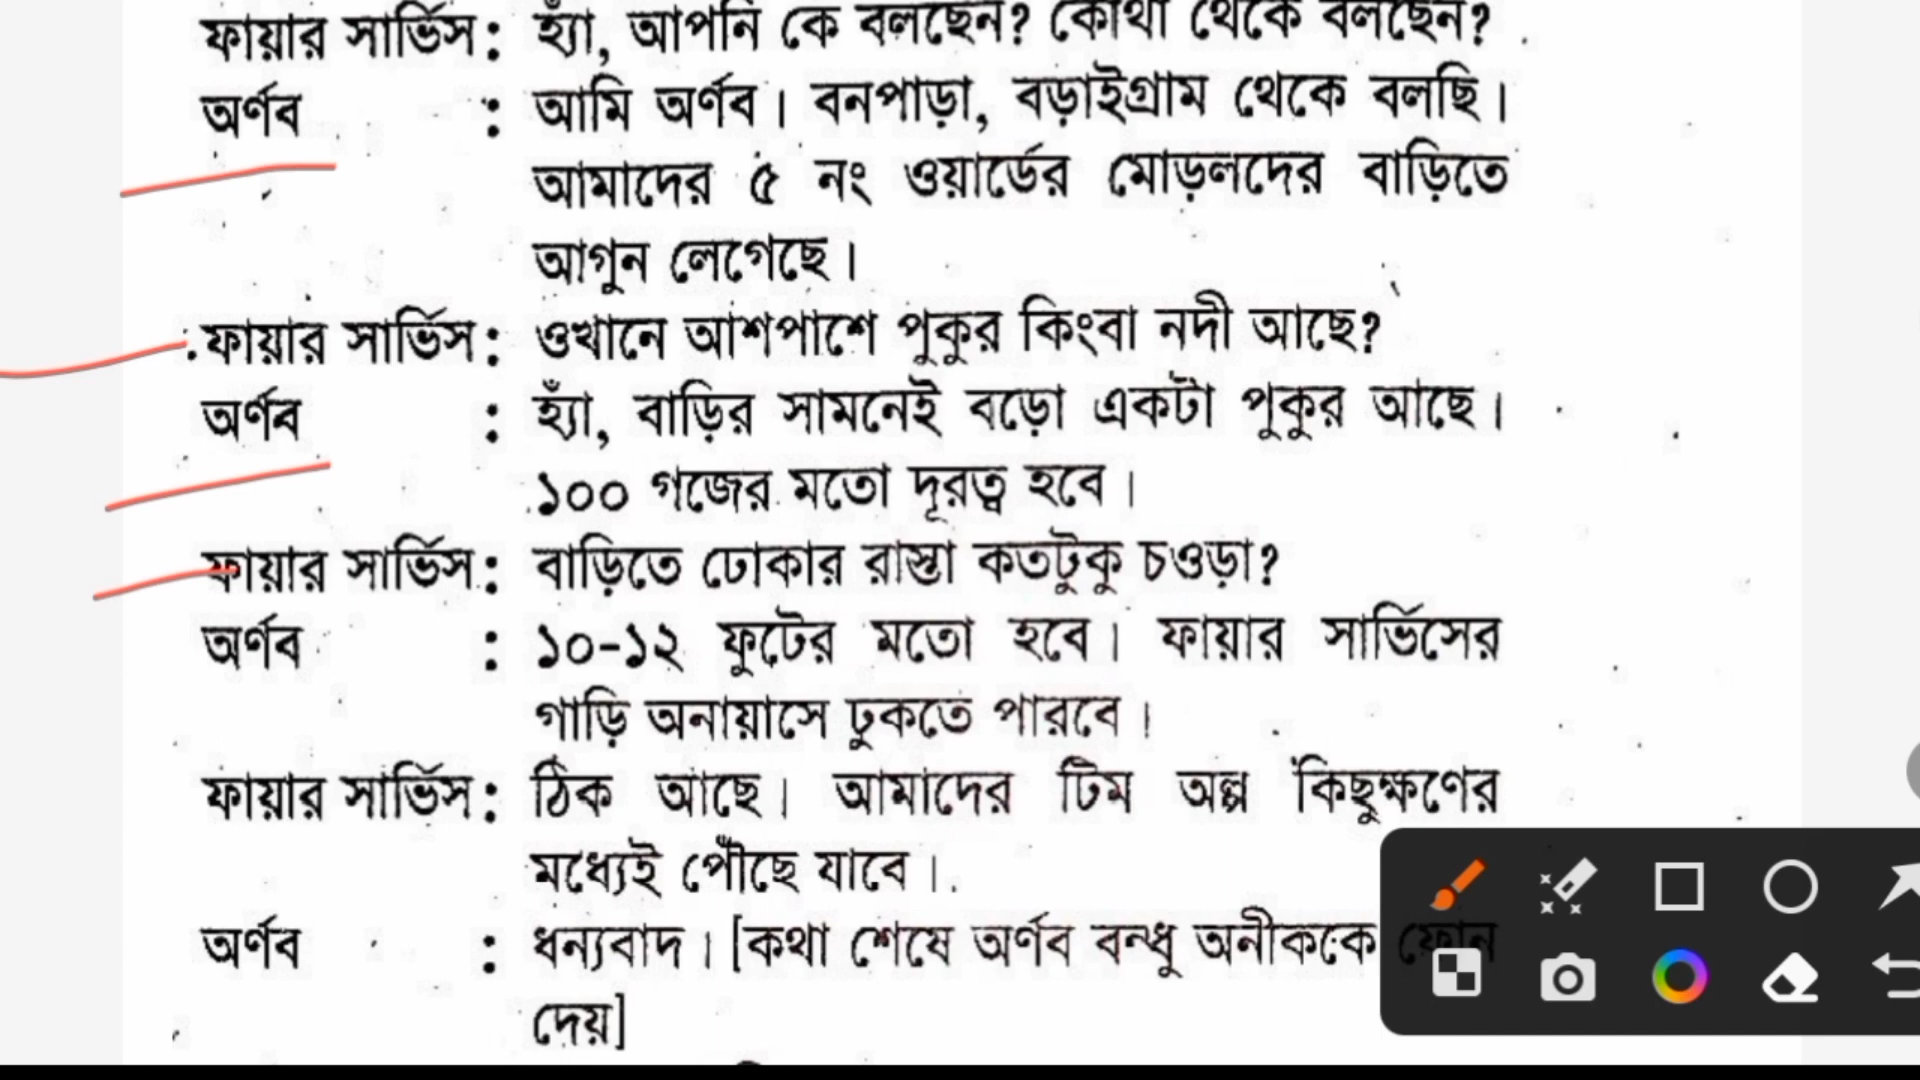 ফায়ার সার্ভিস: হ্যাঁ, আপনি কে বলছেন? কোথা থেকে বলছেন?
অর্ণব : আমি অর্ণব। বনপাড়া, বড়াইগ্রাম থেকে বলছি।
আমাদের ৫ নং ওয়ার্ডের মোড়লদের বাড়িতে
আগুন লেগেছে।
ফায়ার সার্ভিস: ওখানে আশপাশে পুকুর কিংবা নদী আছে?
অর্ণব : হ্যাঁ, বাড়ির সামনেই বড়ো একটা পুকুর আছে।
১০০ গজের মতো দূরত্ব হবে।
ফায়ার সার্ভিস: বাড়িতে ঢোকার রাস্তা কতটুকু চওড়া?
অর্ণব : ১০-১২ ফুটের মতো হবে। ফায়ার সার্ভিসের
গাড়ি অনায়াসে ঢুকতে পারবে।
ফায়ার সার্ভিস: ঠিক আছে। আমাদের টিম অল্প কিছুক্ষণের
মধ্যেই পৌঁছে যাবে।
অর্ণব : ধন্যবাদ। [কথা শেষে অর্ণব বন্ধু অনীককে ফোন
দেয়]